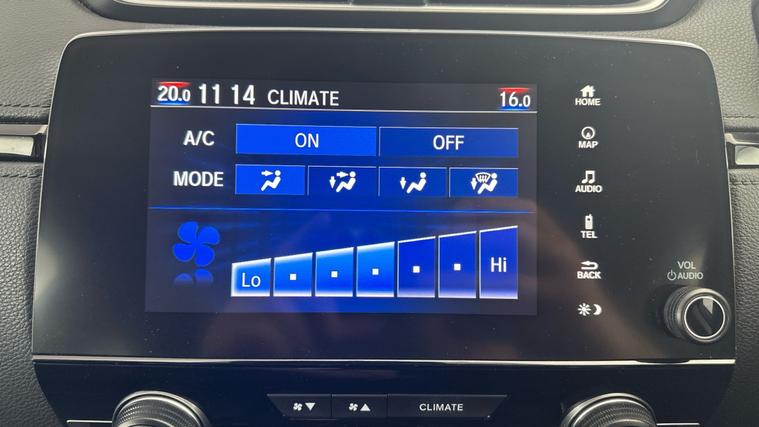 20.0 11 14 CLIMATE 16.0
A/C ON OFF
MODE
Lo Hi
HOME
MAP
AUDIO
TEL
BACK
VOL
AUDIO
CLIMATE